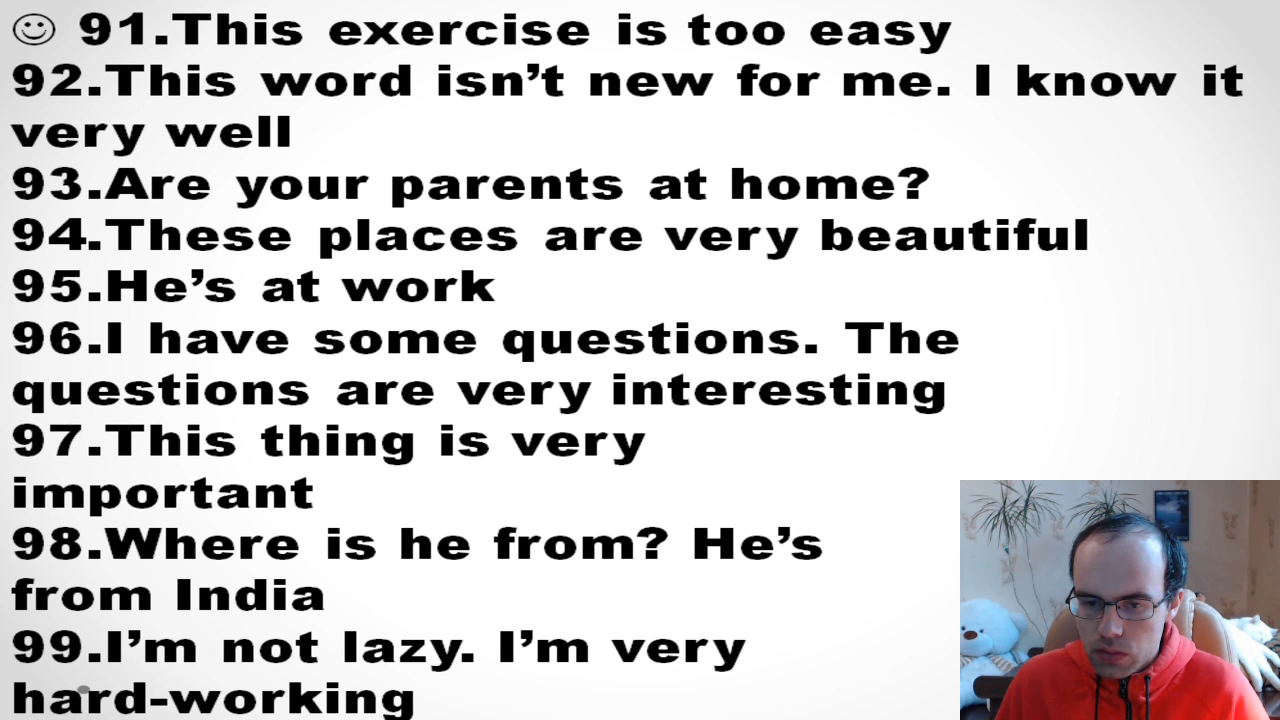 ☺ 91.This exercise is too easy
92.This word isn’t new for me. I know it
very well
93.Are your parents at home?
94.These places are very beautiful
95.He’s at work
96.I have some questions. The
questions are very interesting
97.This thing is very
important
98.Where is he from? He’s
from India
99.I’m not lazy. I’m very
hard-working